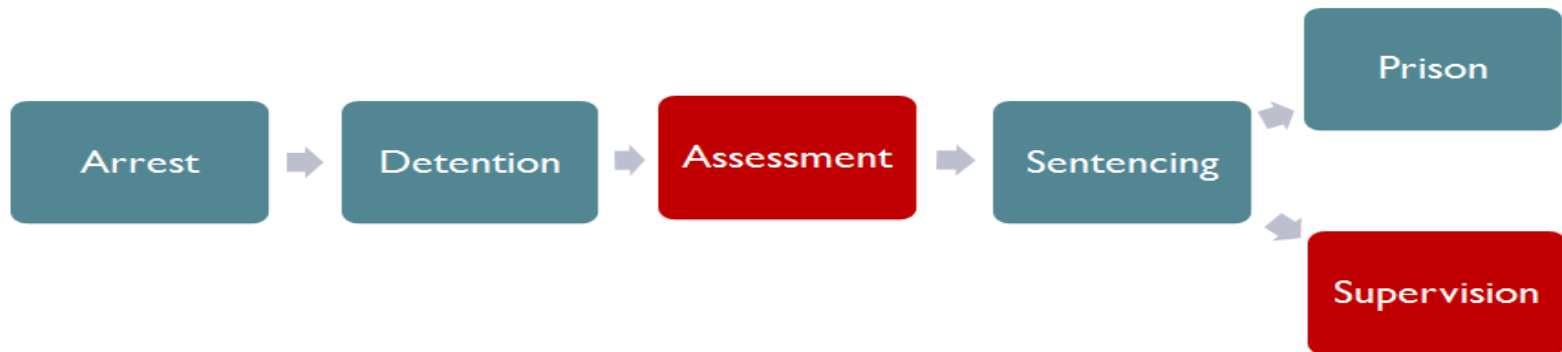 Arrest
Detention
Assessment
Sentencing
Prison
Supervision